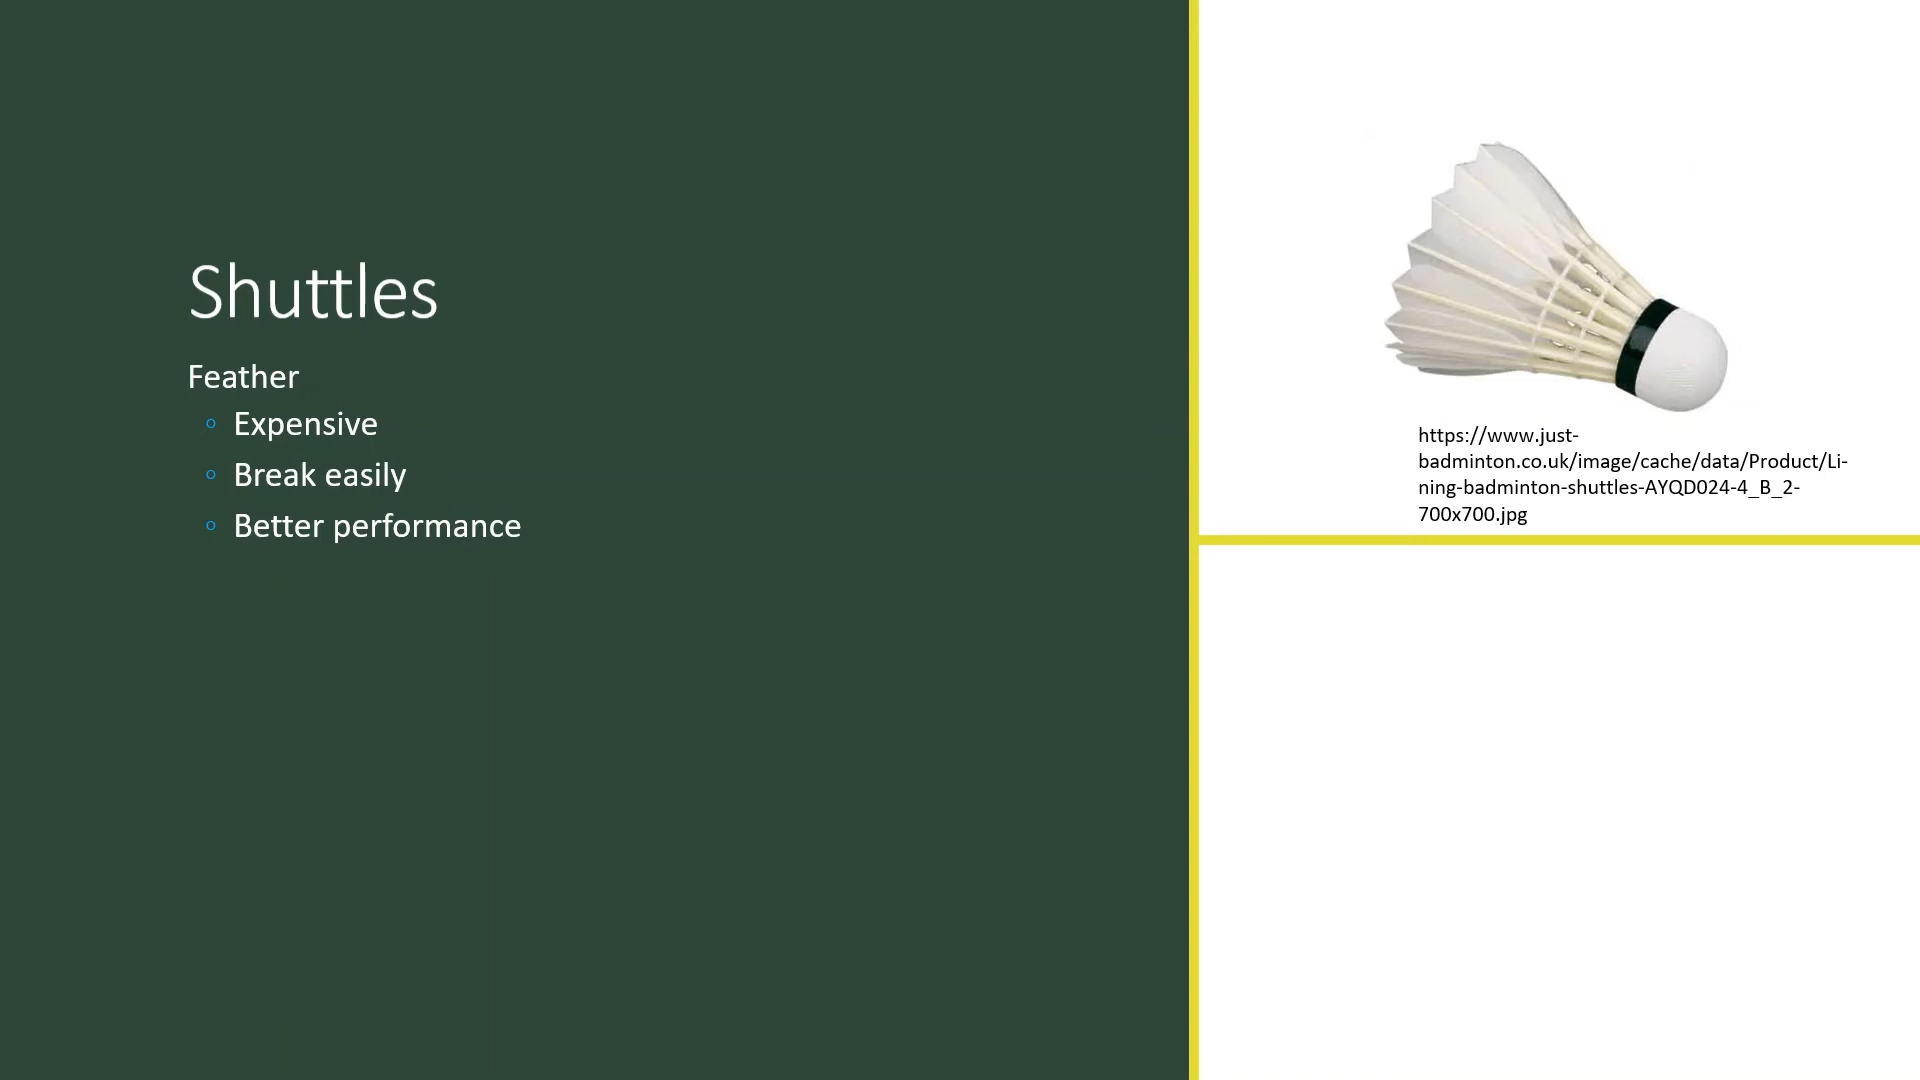 Shuttles
Feather
Expensive
Break easily
Better performance
https://www.just-
badminton.co.uk/image/cache/data/Product/Li-
ning-badminton-shuttles-AYQD024-4_B_2-
700x700.jpg